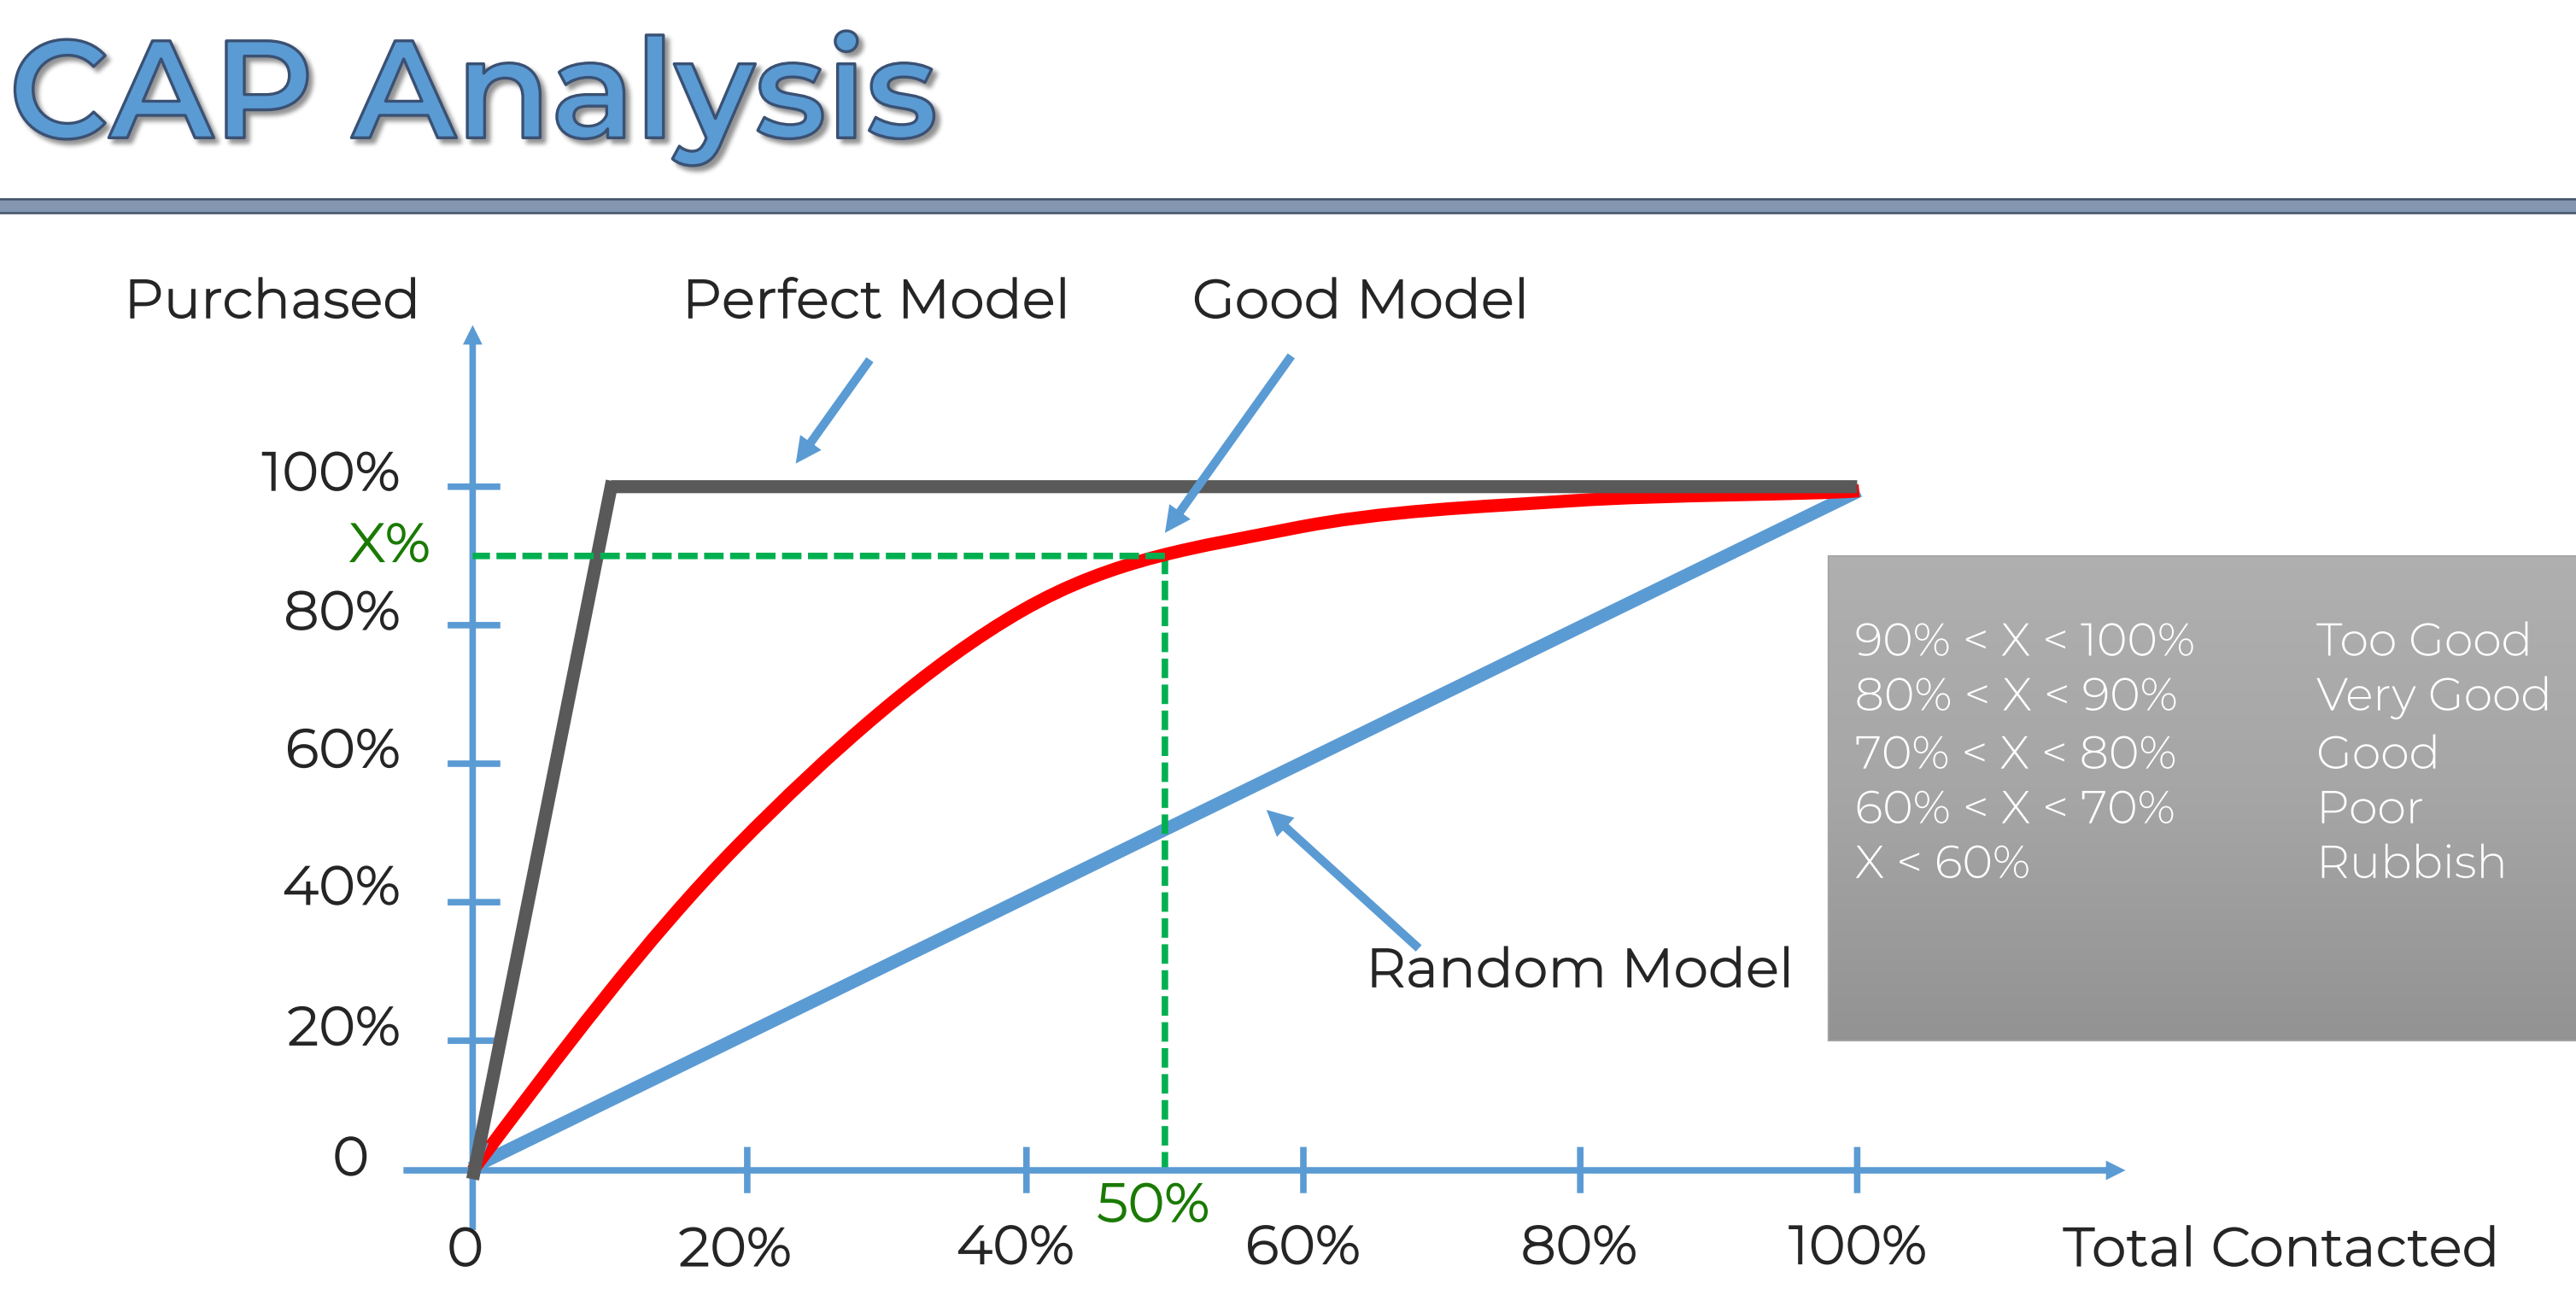 CAP Analysis
Purchased
Perfect Model
Good Model
100%
X%
80%
60%
40%
20%
0
90% < X < 100% Too Good
80% < X < 90% Very Good
70% < X < 80% Good
60% < X < 70% Poor
X < 60% Rubbish
Random Model
50%
0 20% 40% 60% 80% 100% Total Contacted